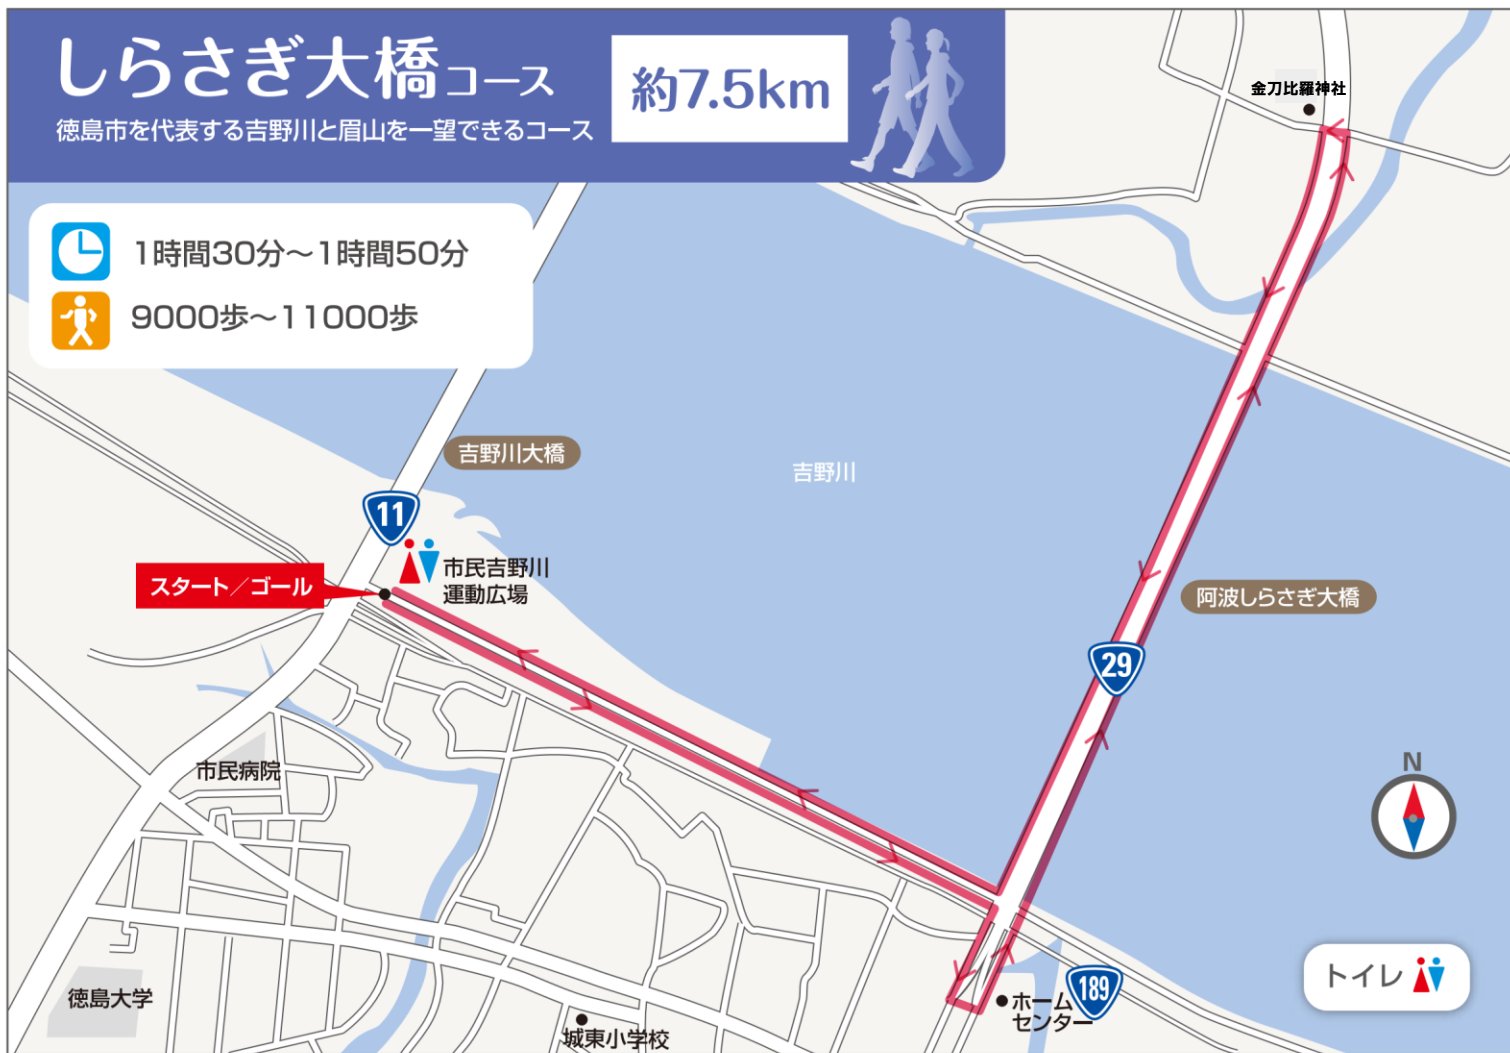 しらさぎ大橋コース
約7.5km
徳島市を代表する吉野川と眉山を一望できるコース
金刀比羅神社
1時間30分～1時間50分
9000歩～11000歩
吉野川大橋
吉野川
11
市民吉野川
運動広場
スタート／ゴール
阿波しらさぎ大橋
29
市民病院
N
徳島大学
城東小学校
ホーム
センター
189
トイレ